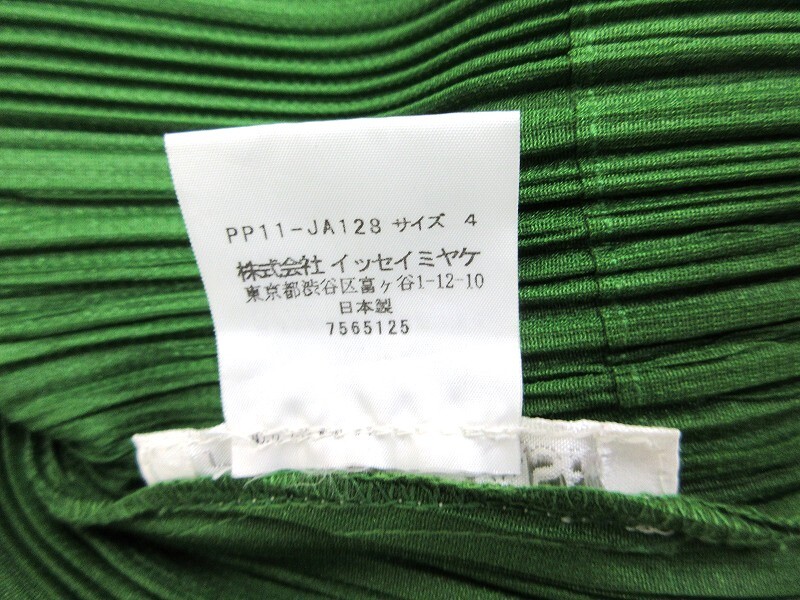 PP11-JA128 サイズ 4
株式会社 イッセイミヤケ
東京都渋谷区富ヶ谷1-12-10
日本製
7565125